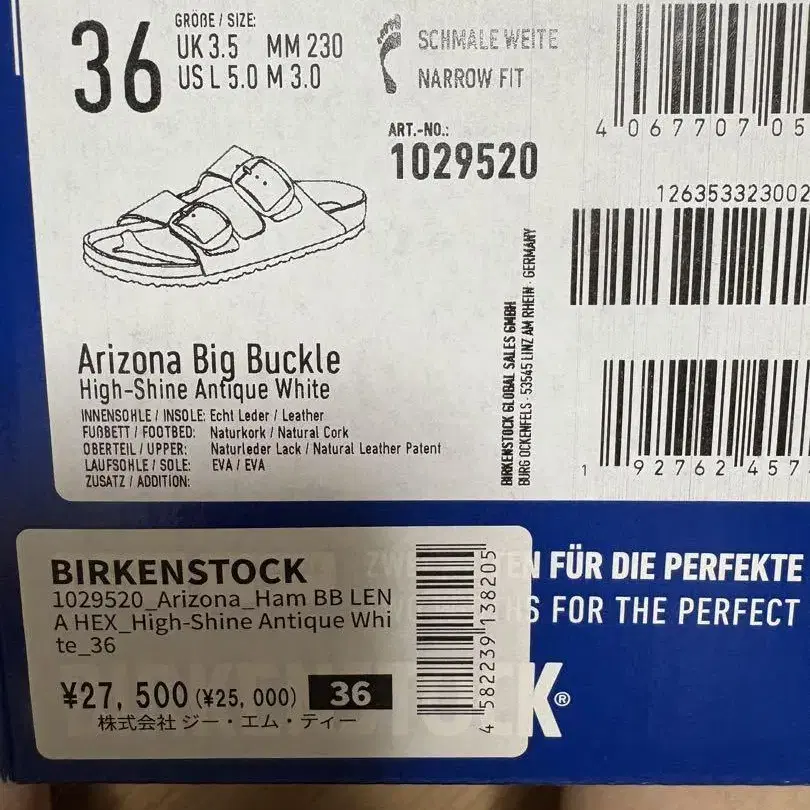 36
GRÖßE / SIZE:
UK 3.5 MM 230
US L 5.0 M 3.0
SCHMALE WEITE
NARROW FIT
ART.-NO.:
1029520
4 067707 05
126353323002
1 92762 457
BIRKENSTOCK GLOBAL SALES GMBH
BURG OCKENFELS · 53545 LINZ AM RHEIN · GERMANY
Arizona Big Buckle
High-Shine Antique White
INNENSOHLE / INSOLE: Echt Leder / Leather
FUßBETT / FOOTBED: Naturkork / Natural Cork
OBERTEIL / UPPER: Naturleder Lack / Natural Leather Patent
LAUFSOHLE / SOLE: EVA / EVA
ZUSATZ / ADDITION:
BIRKENSTOCK
1029520_Arizona_Ham BB LEN
A HEX_High-Shine Antique Whi
te_36
¥27,500 (¥25,000) 36
株式会社 ジー・エム・ティー
4 582239 138205
FÜR DIE PERFEKTE
FOR THE PERFECT